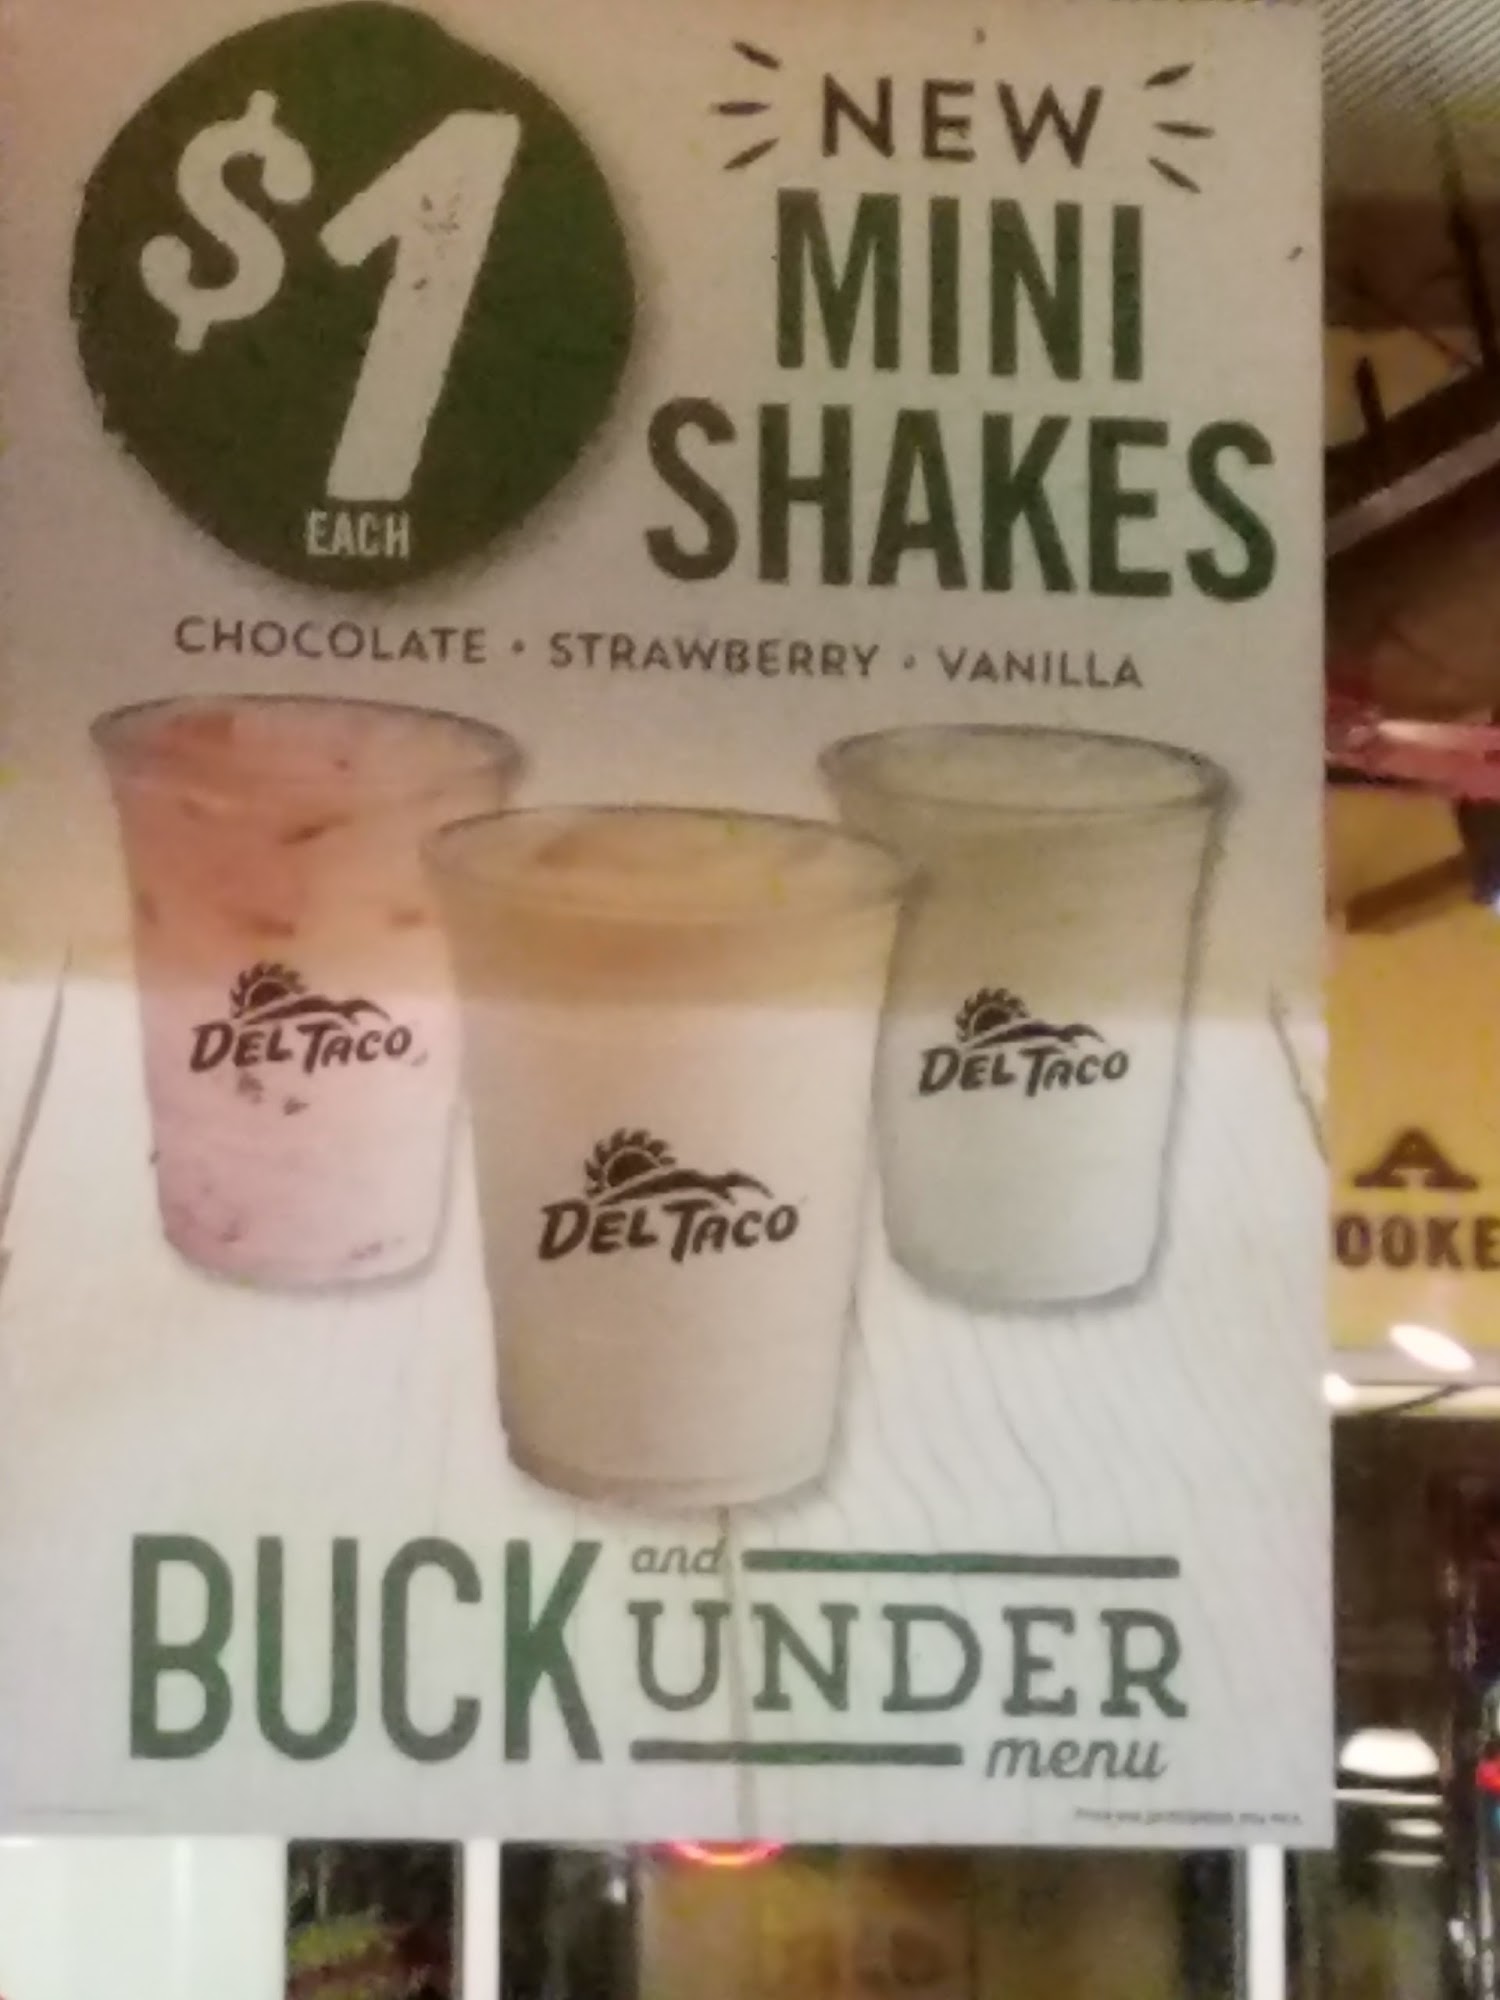 $1
EACH
NEW
MINI
SHAKES
CHOCOLATE • STRAWBERRY • VANILLA
DEL TACO
DEL TACO
DEL TACO
BUCK and
UNDER
menu
A
OOKE